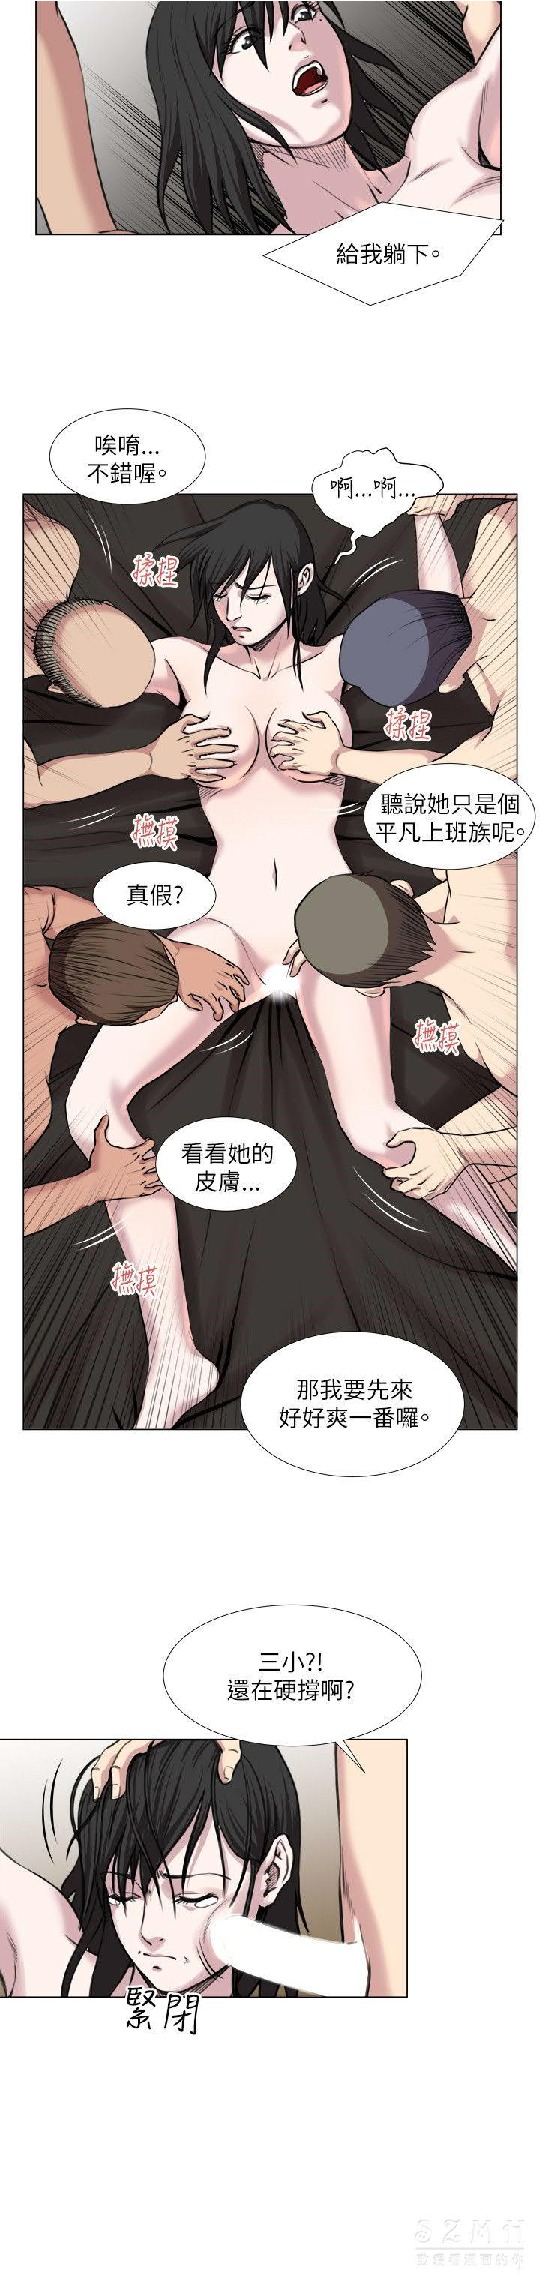 給我躺下。
唉唷…
不錯喔。
啊…啊…
揉捏
揉捏
聽說她只是個
平凡上班族呢。
撫摸
真假?
撫摸
看看她的
皮膚…
撫摸
那我要先來
好好爽一番囉。
三小?!
還在硬撐啊?
緊閉